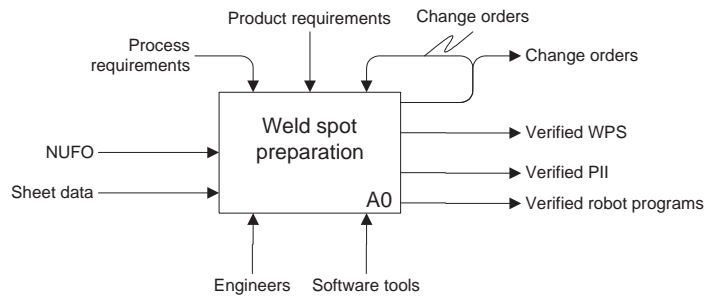 Product requirements
Change orders
Process
requirements
Change orders
Weld spot
preparation
NUFO
Verified WPS
Sheet data
Verified PII
A0
Verified robot programs
Engineers
Software tools